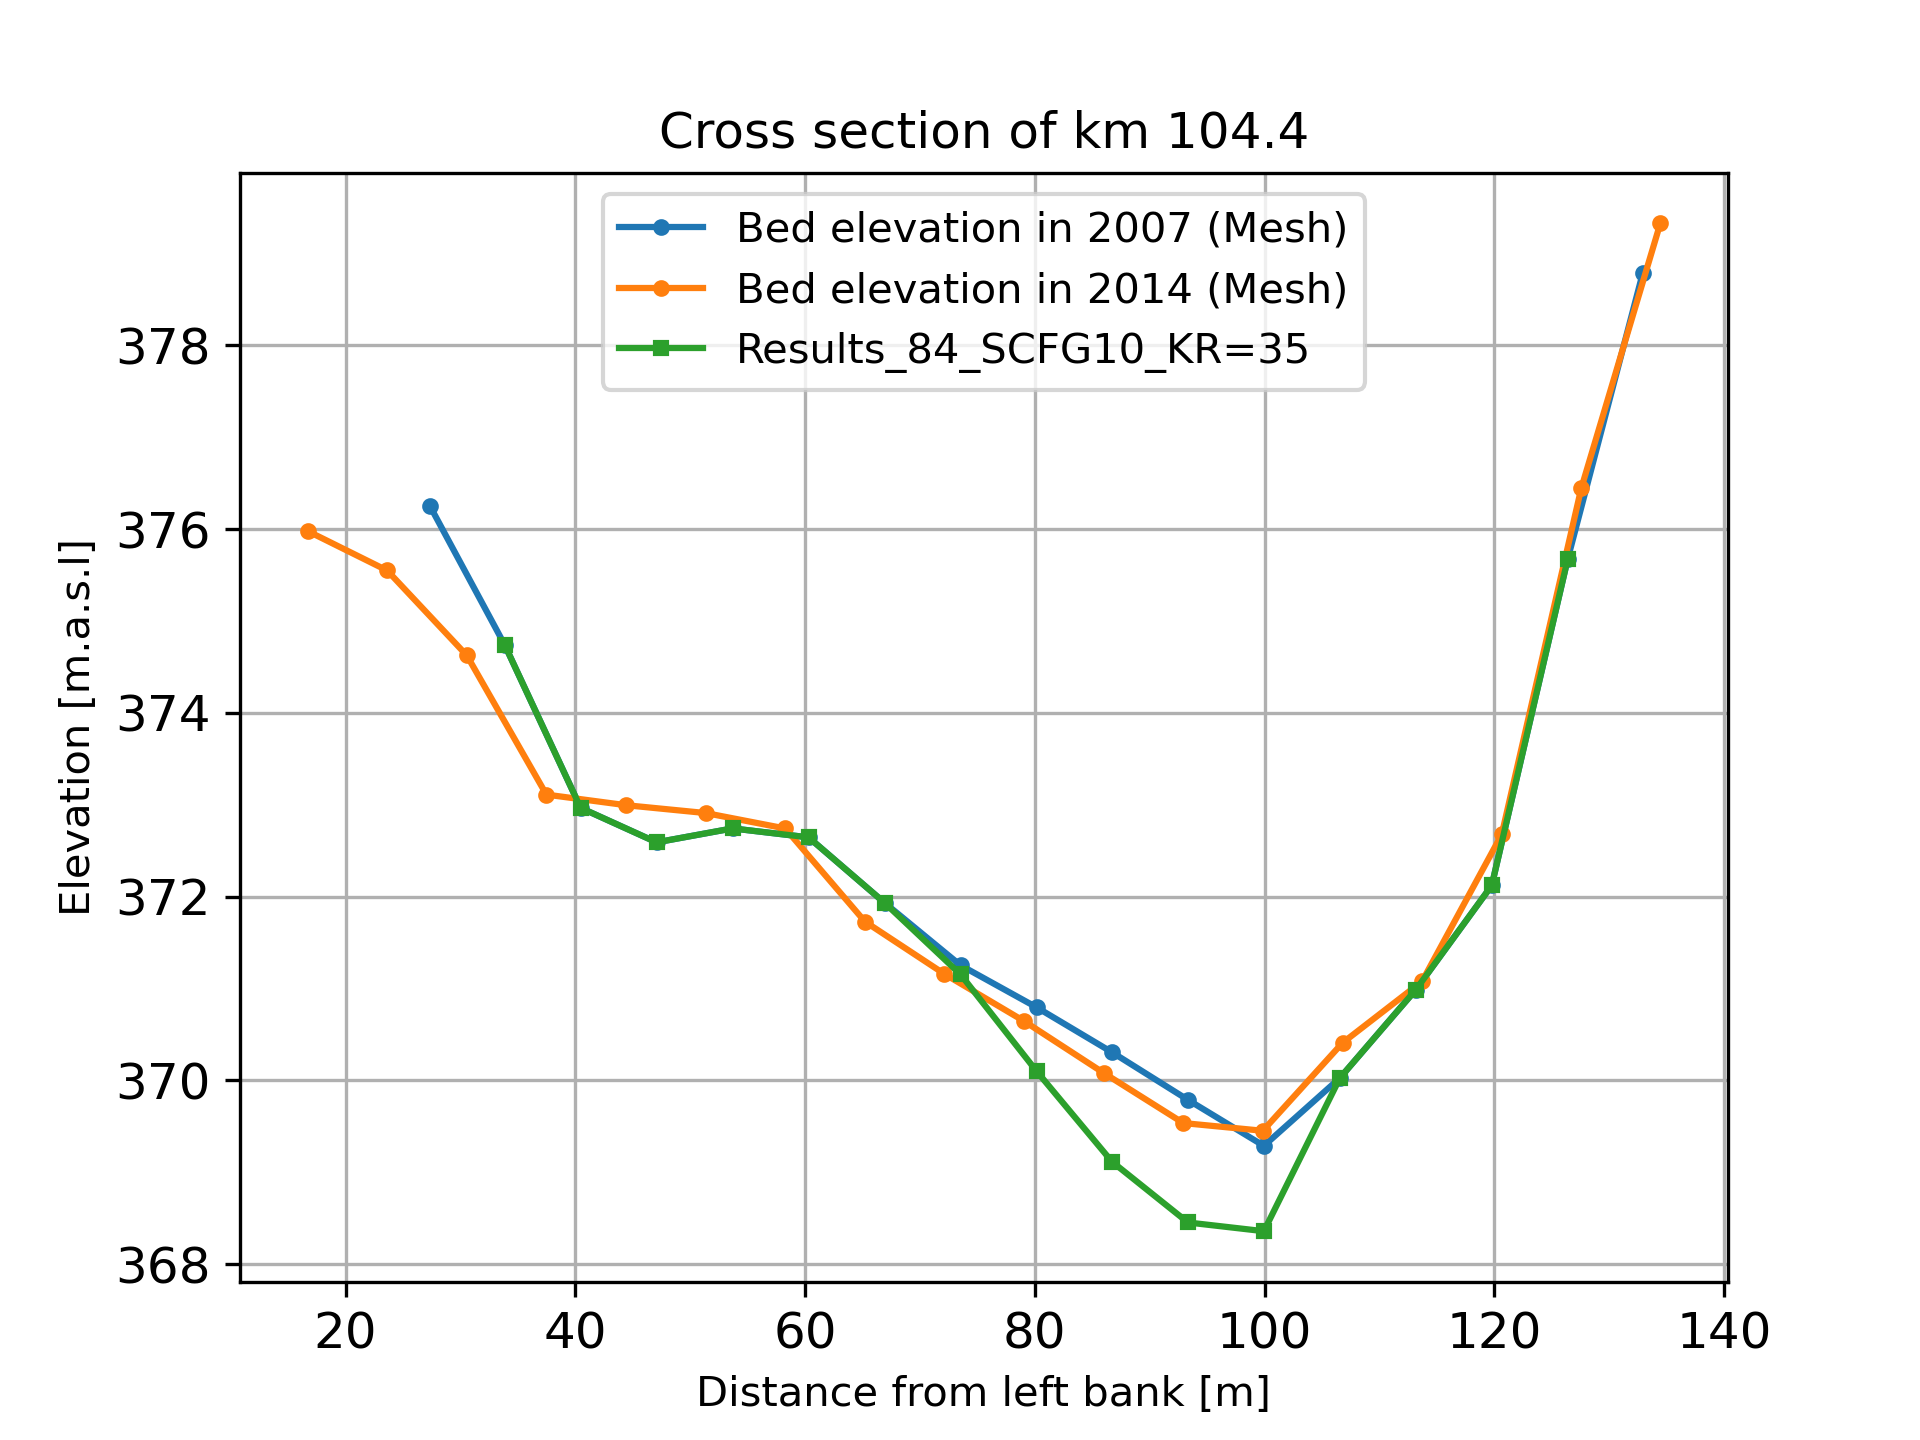 Cross section of km 104.4
Bed elevation in 2007 (Mesh)
Bed elevation in 2014 (Mesh)
Results_84_SCFG10_KR=35
Elevation [m.a.s.l]
378
376
374
372
370
368
20 40 60 80 100 120 140
Distance from left bank [m]